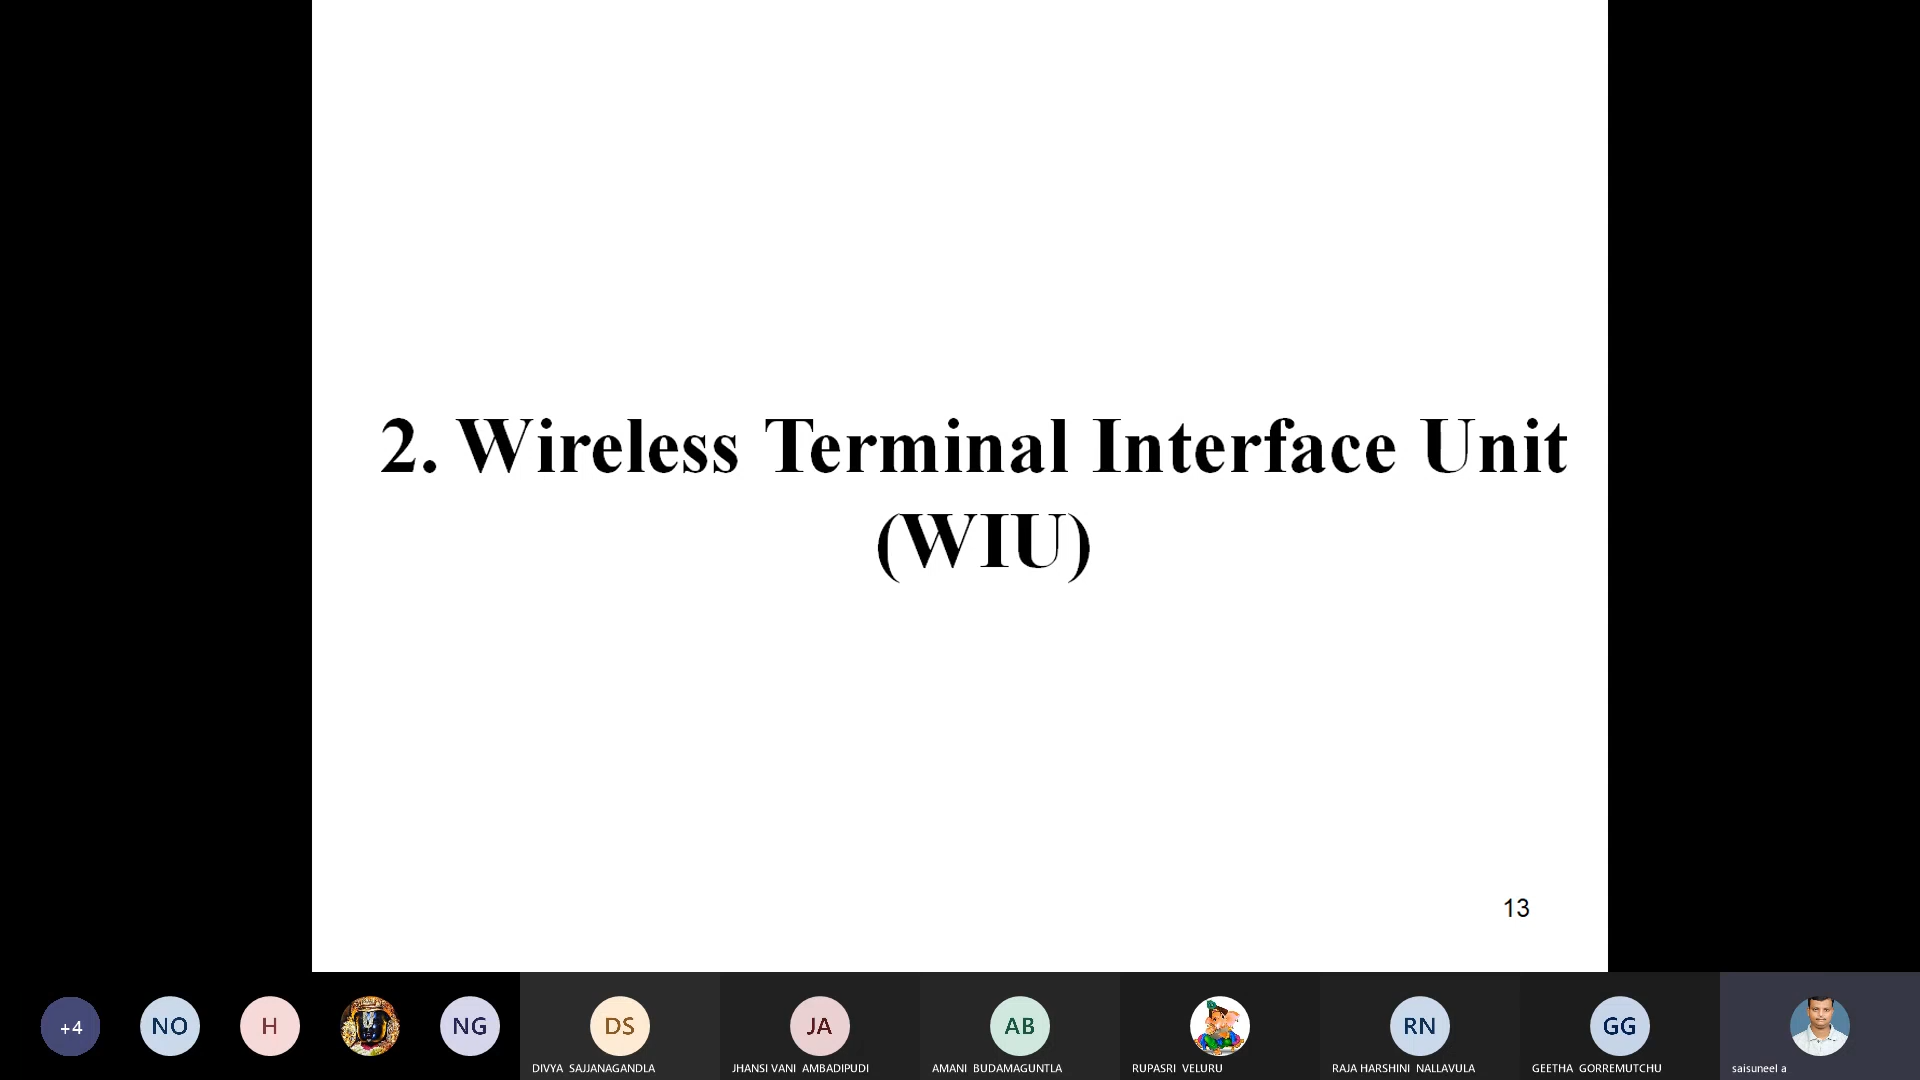 2. Wireless Terminal Interface Unit
(WIU)
13
+4
NO
H
NG
DS
JA
AB
RN
GG
DIVYA SAJJANAGANDLA
JHANSI VANI AMBADIPUDI
AMANI BUDAMAGUNTLA
RUPASRI VELURU
RAJA HARSHINI NALLAVULA
GEETHA GORREMUTCHU
saisuneel a